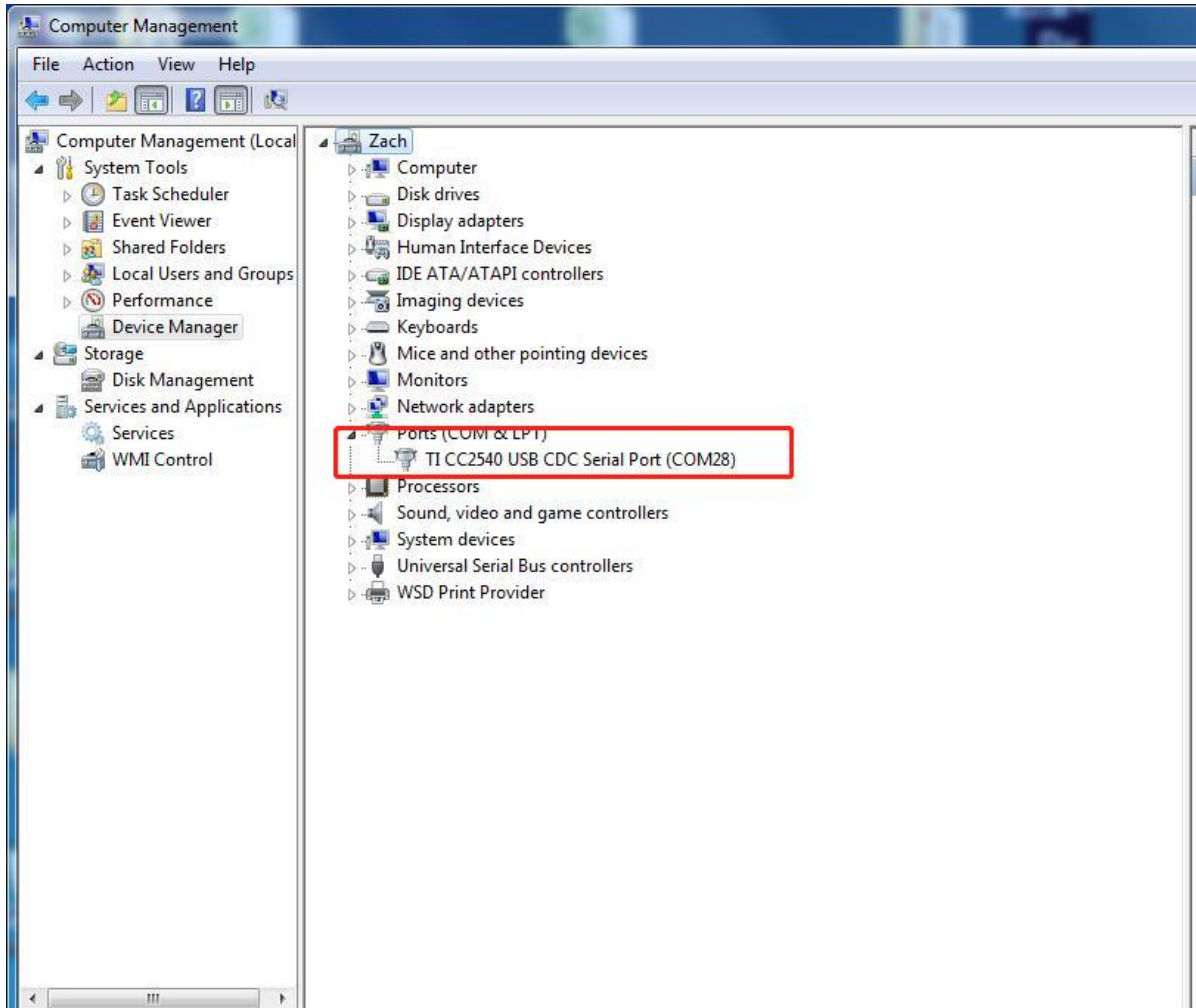 Computer Management
File Action View Help
Computer Management (Local
System Tools
Task Scheduler
Event Viewer
Shared Folders
Local Users and Groups
Performance
Device Manager
Storage
Disk Management
Services and Applications
Services
WMI Control
Zach
Computer
Disk drives
Display adapters
Human Interface Devices
IDE ATA/ATAPI controllers
Imaging devices
Keyboards
Mice and other pointing devices
Monitors
Network adapters
Ports (COM & LPT)
TI CC2540 USB CDC Serial Port (COM28)
Processors
Sound, video and game controllers
System devices
Universal Serial Bus controllers
WSD Print Provider